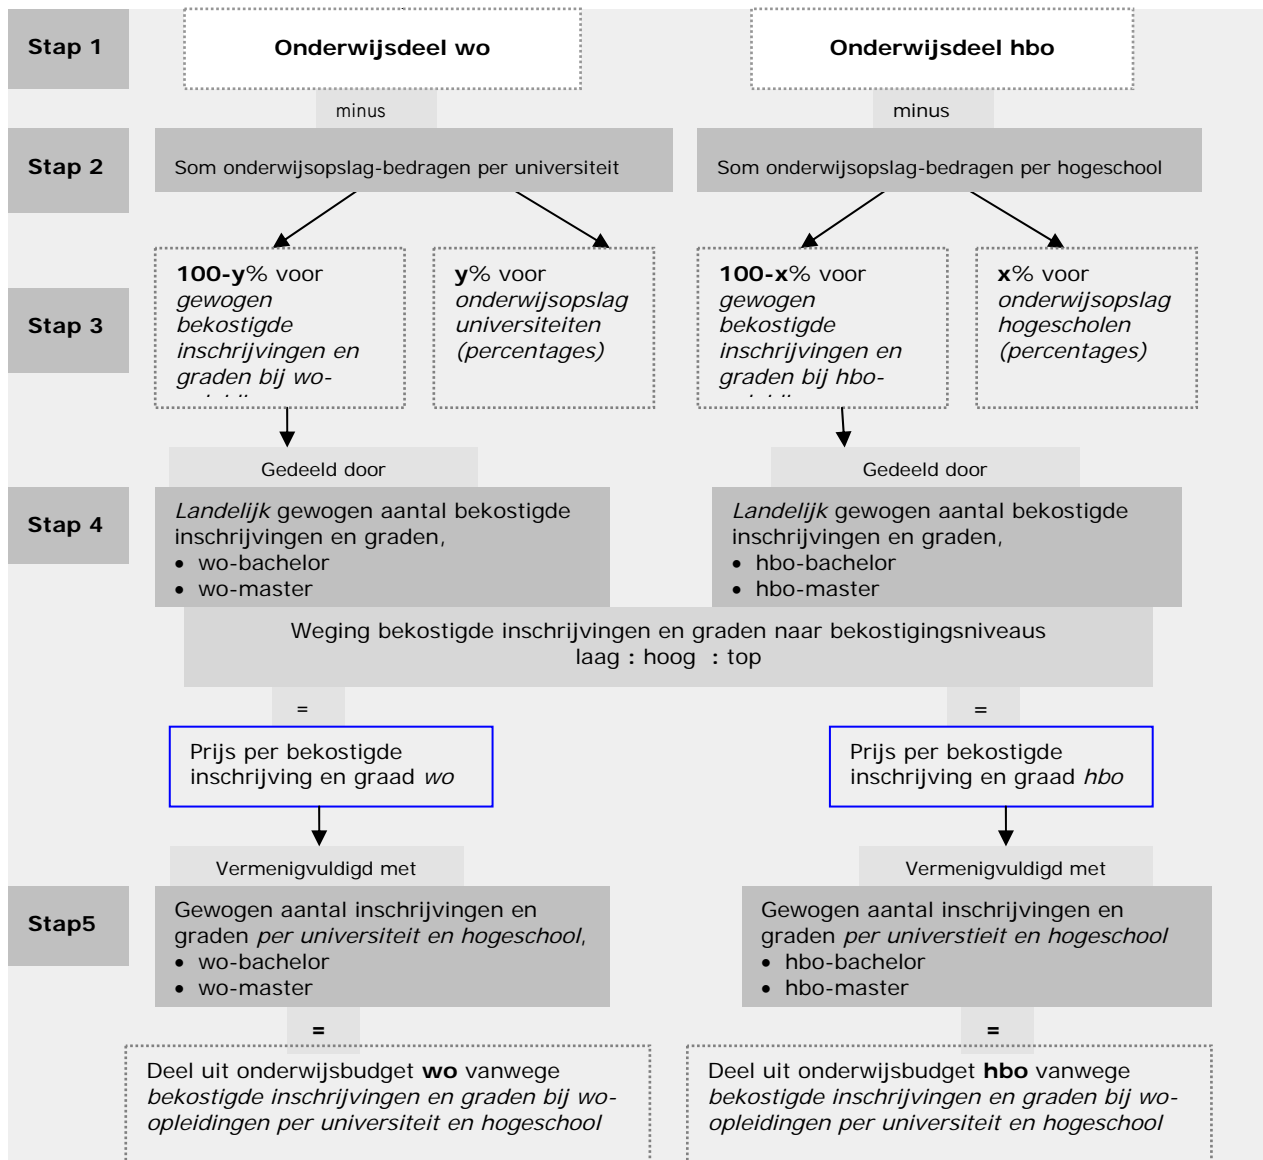 Stap 1
Onderwijsdeel wo
Onderwijsdeel hbo
minus
minus
Stap 2
Som onderwijsopslag-bedragen per universiteit
Som onderwijsopslag-bedragen per hogeschool
Stap 3
100-y% voor
gewogen
bekostigde
inschrijvingen en
graden bij wo-
y% voor
onderwijsopslag
universiteiten
(percentages)
100-x% voor
gewogen
bekostigde
inschrijvingen en
graden bij hbo-
x% voor
onderwijsopslag
hogescholen
(percentages)
Gedeeld door
Gedeeld door
Stap 4
Landelijk gewogen aantal bekostigde
inschrijvingen en graden,
• wo-bachelor
• wo-master
Landelijk gewogen aantal bekostigde
inschrijvingen en graden,
• hbo-bachelor
• hbo-master
Weging bekostigde inschrijvingen en graden naar bekostigingsniveaus
laag : hoog : top
=
=
Prijs per bekostigde
inschrijving en graad wo
Prijs per bekostigde
inschrijving en graad hbo
Vermenigvuldigd met
Vermenigvuldigd met
Stap5
Gewogen aantal inschrijvingen en
graden per universiteit en hogeschool,
• wo-bachelor
• wo-master
Gewogen aantal inschrijvingen en
graden per universtieit en hogeschool
• hbo-bachelor
• hbo-master
=
=
Deel uit onderwijsbudget wo vanwege
bekostigde inschrijvingen en graden bij wo-
opleidingen per universiteit en hogeschool
Deel uit onderwijsbudget hbo vanwege
bekostigde inschrijvingen en graden bij wo-
opleidingen per universiteit en hogeschool